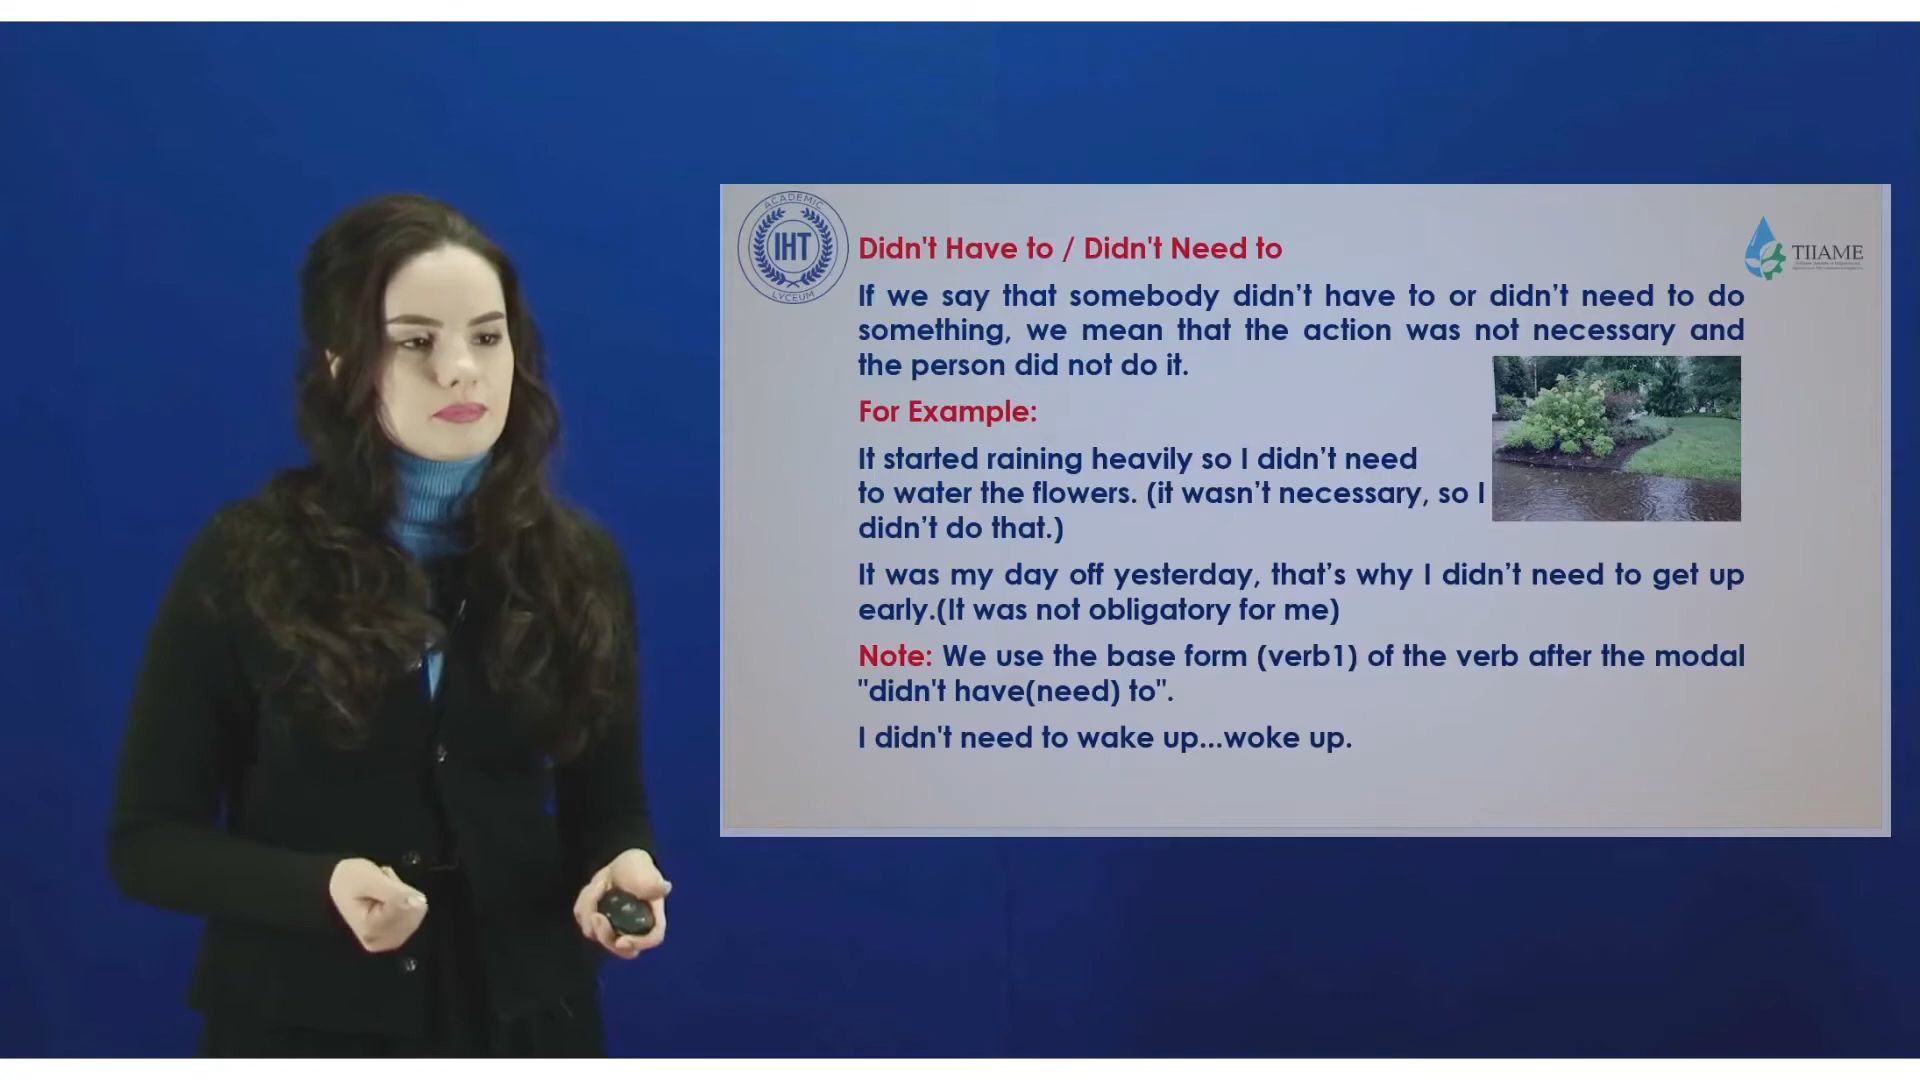 ACADEMIC
IHT
LYCEUM
TIIAME
Didn't Have to / Didn't Need to
If we say that somebody didn’t have to or didn’t need to do
something, we mean that the action was not necessary and
the person did not do it.
For Example:
It started raining heavily so I didn’t need
to water the flowers. (it wasn’t necessary, so I
didn’t do that.)
It was my day off yesterday, that’s why I didn’t need to get up
early.(It was not obligatory for me)
Note: We use the base form (verb1) of the verb after the modal
"didn't have(need) to".
I didn't need to wake up...woke up.